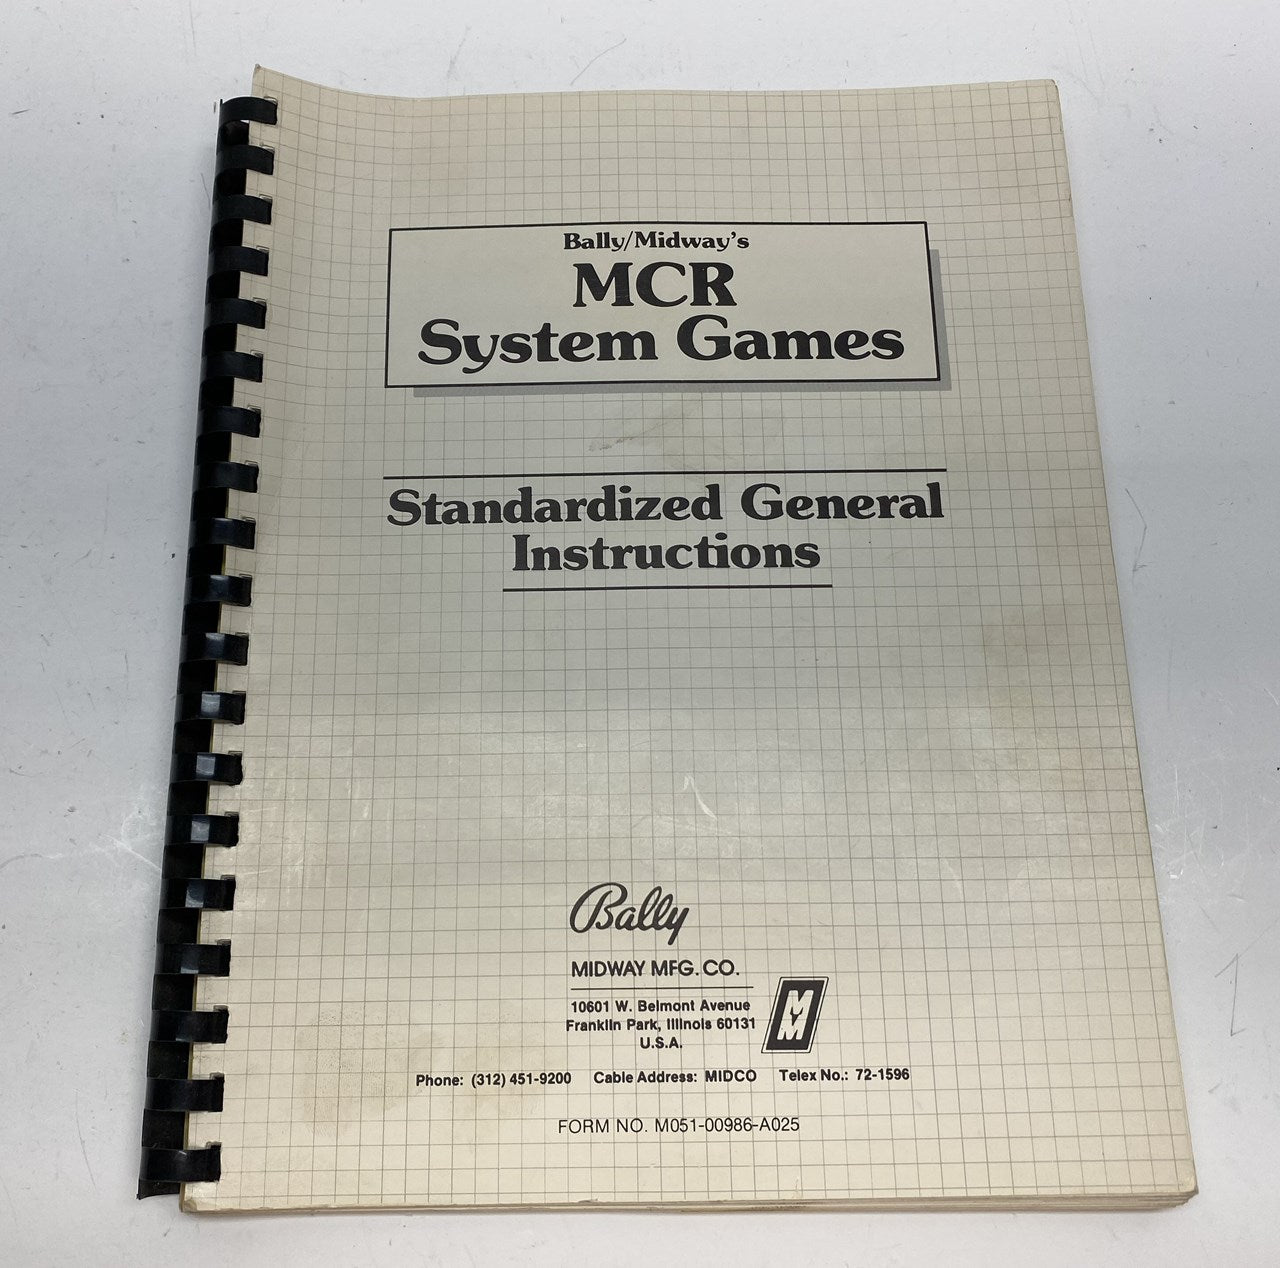 Bally/Midway's
MCR
System Games
Standardized General
Instructions
Bally
MIDWAY MFG. CO.
10601 W. Belmont Avenue
Franklin Park, Illinois 60131
U.S.A.
M
Y
M
Phone: (312) 451-9200 Cable Address: MIDCO Telex No.: 72-1596
FORM NO. M051-00986-A025